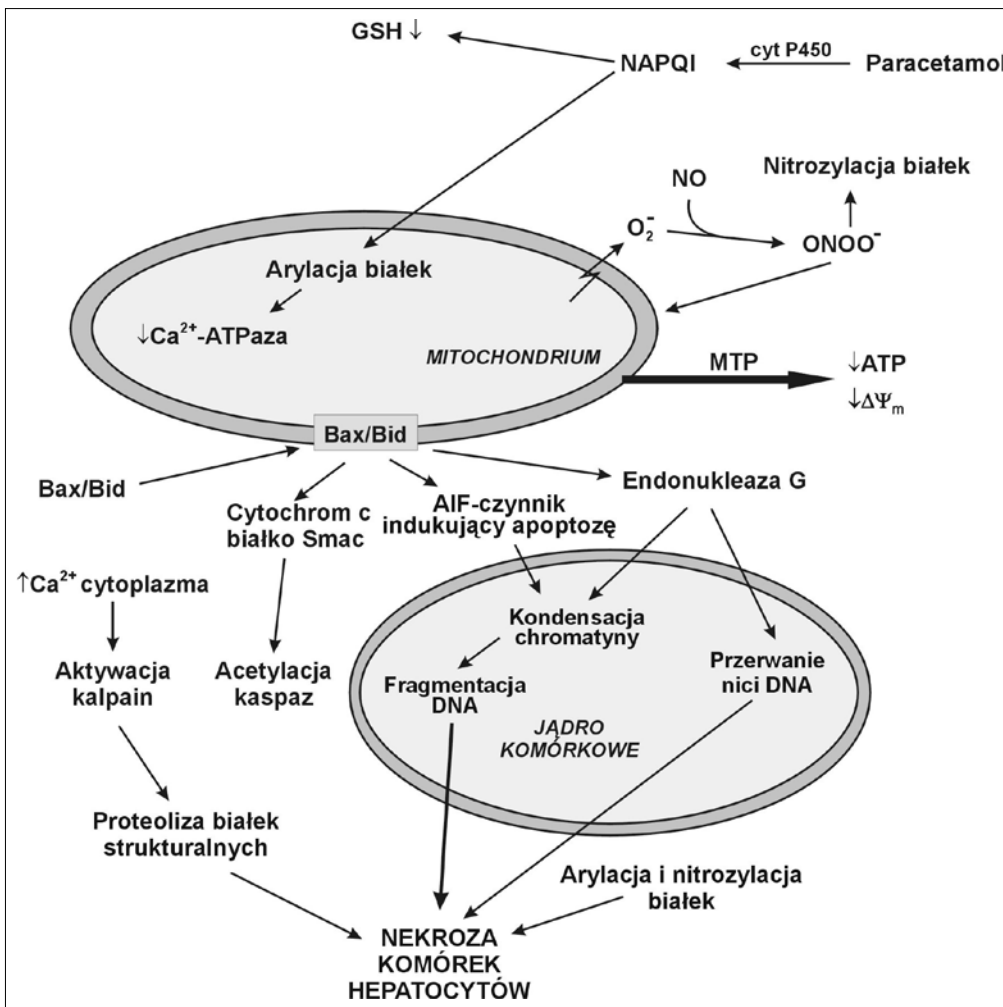 GSH ↓
NAPQI
cyt P450
Paracetamol
Nitrozylacja białek
NO
O₂⁻
ONOO⁻
Arylacja białek
↓Ca²⁺-ATPaza
MITOCHONDRIUM
MTP
↓ATP
↓ΔΨₘ
Bax/Bid
Bax/Bid
Cytochrom c
białko Smac
AIF-czynnik
indukujący apoptozę
Endonukleaza G
↑Ca²⁺ cytoplazma
Aktywacja
kalpain
Acetylacja
kaspaz
Kondensacja
chromatyny
Fragmentacja
DNA
Przerwanie
nici DNA
JĄDRO
KOMÓRKOWE
Proteoliza białek
strukturalnych
Arylacja i nitrozylacja
białek
NEKROZA
KOMÓREK
HEPATOCYTÓW